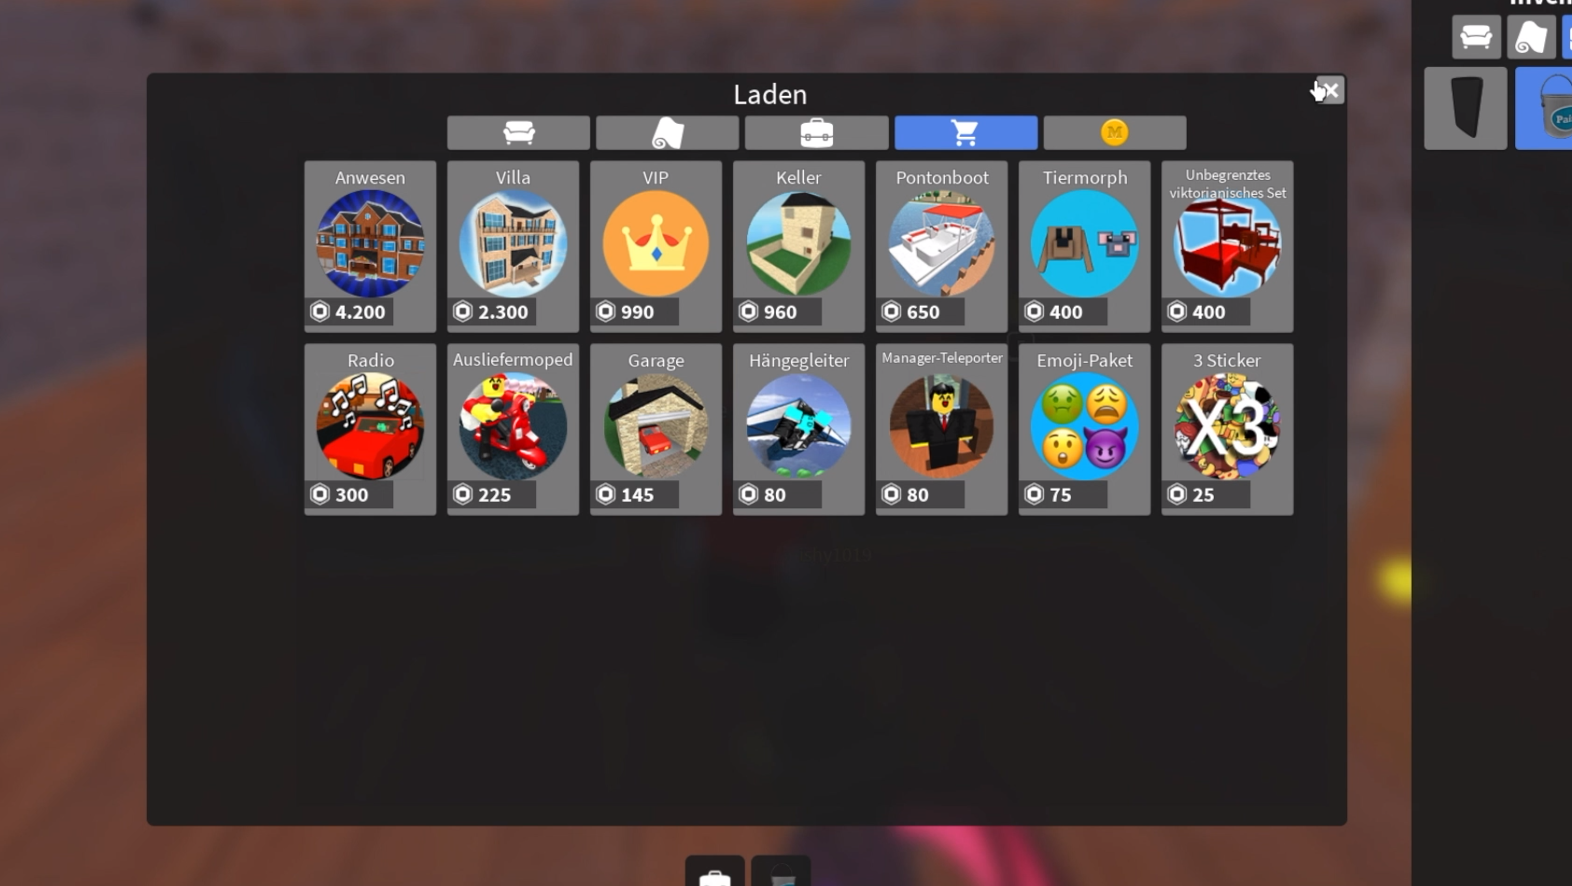 Laden
Anwesen
Villa
VIP
Keller
Pontonboot
Tiermorph
Unbegrenztes
viktorianisches Set
4.200
2.300
990
960
650
400
400
Radio
Ausliefermoped
Garage
Hängegleiter
Manager-Teleporter
Emoji-Paket
3 Sticker
X3
300
225
145
80
80
75
25